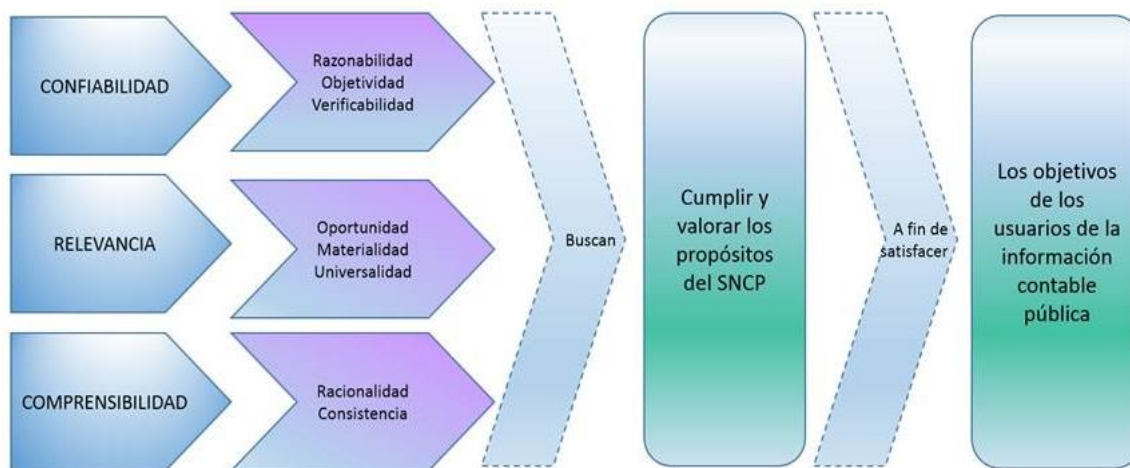 CONFIABILIDAD
Razonabilidad
Objetividad
Verificabilidad
RELEVANCIA
Oportunidad
Materialidad
Universalidad
COMPRENSIBILIDAD
Racionalidad
Consistencia
Buscan
Cumplir y
valorar los
propósitos
del SNCP
A fin de
satisfacer
Los objetivos
de los
usuarios de la
información
contable
pública